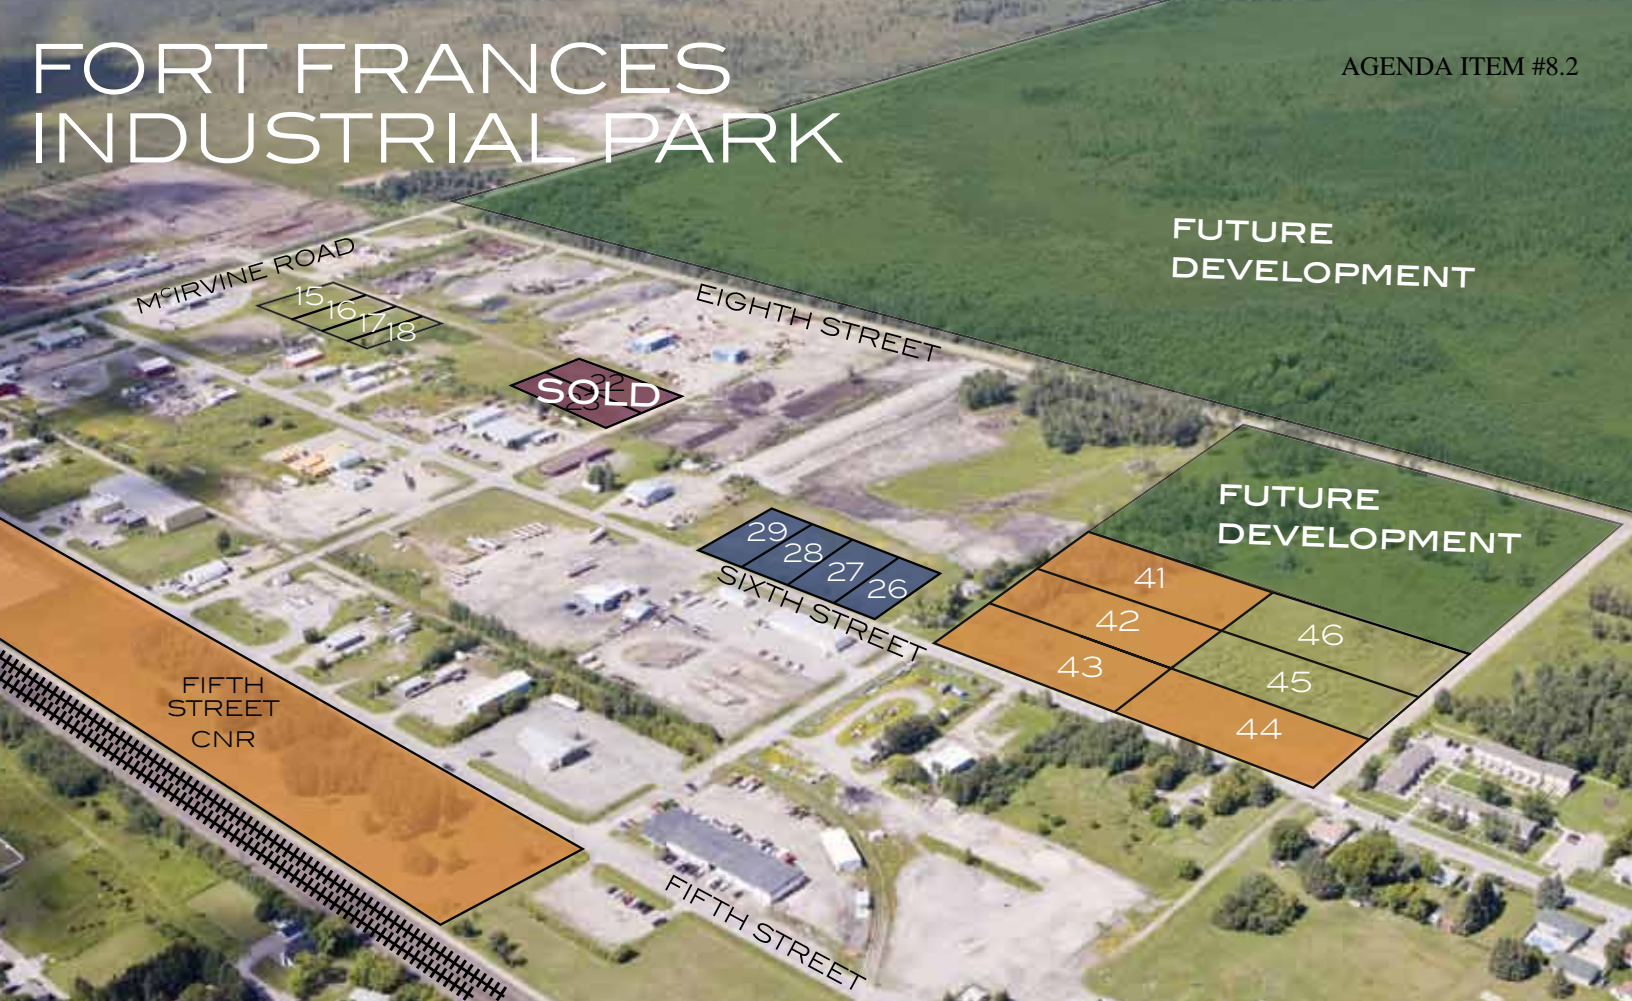 FORT FRANCES
INDUSTRIAL PARK
AGENDA ITEM #8.2
FUTURE
DEVELOPMENT
McIRVINE ROAD
15
16
17
18
EIGHTH STREET
22
23
SOLD
FUTURE
DEVELOPMENT
29
28
27
26
SIXTH STREET
41
42
43
46
45
44
FIFTH
STREET
CNR
FIFTH STREET